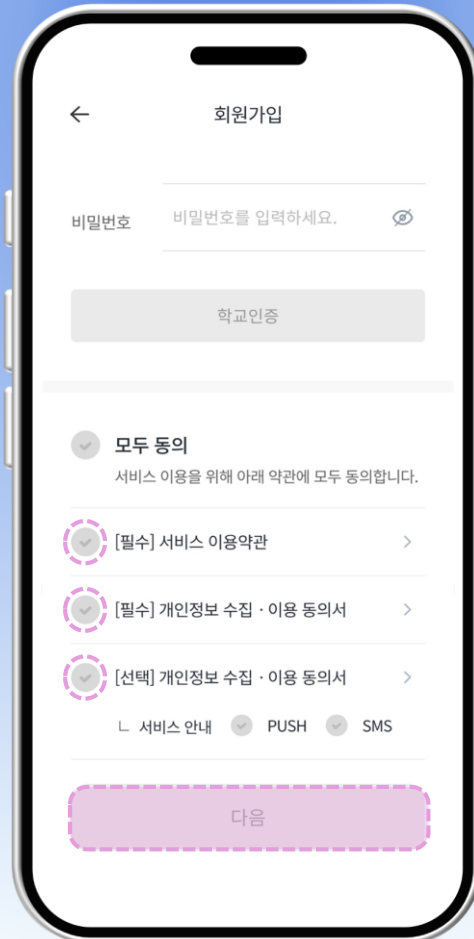 회원가입
비밀번호 비밀번호를 입력하세요.
학교인증
모두 동의
서비스 이용을 위해 아래 약관에 모두 동의합니다.
[필수] 서비스 이용약관
[필수] 개인정보 수집 · 이용 동의서
[선택] 개인정보 수집 · 이용 동의서
ㄴ 서비스 안내 PUSH SMS
다음